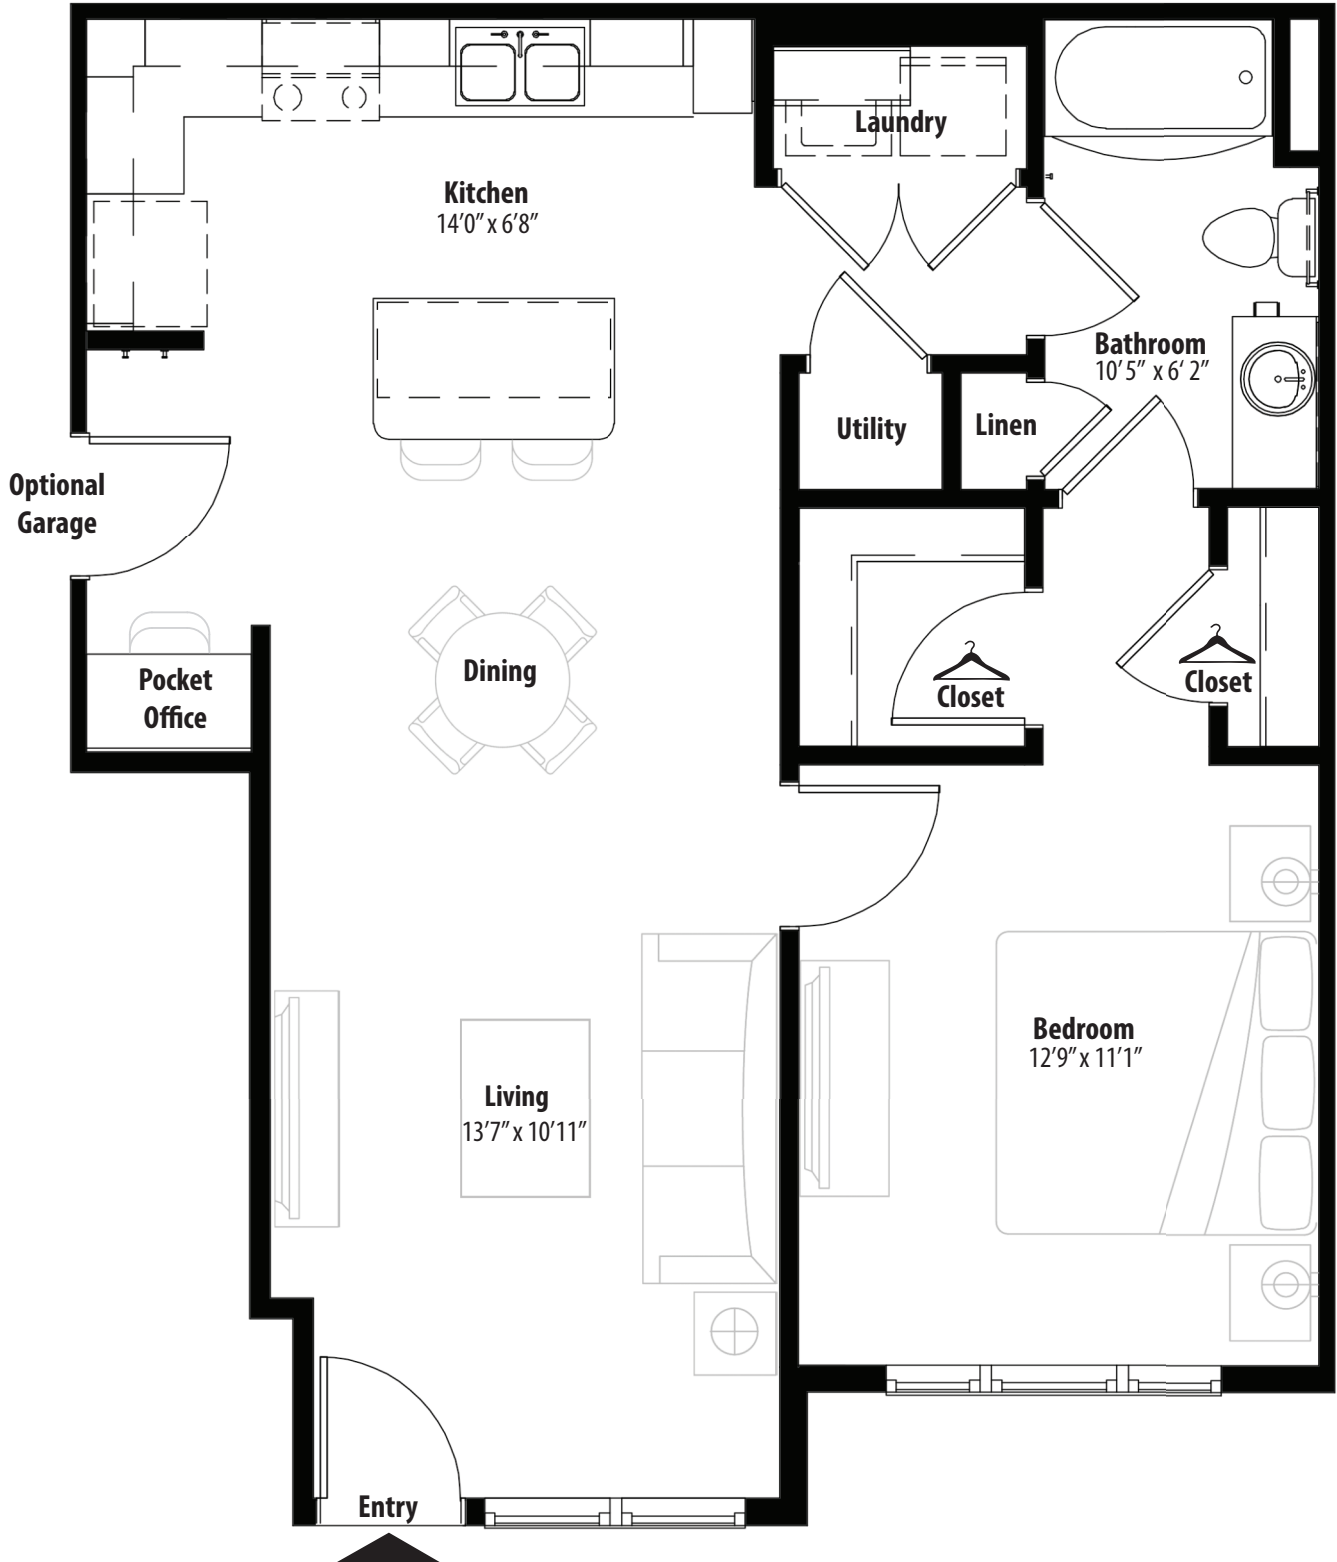 Laundry
Kitchen
14’0” x 6’8”
Bathroom
10’ 5”  x 6‘ 2”
Utility
Linen
Optional
Garage
Pocket
Office
Dining
Closet
Closet
Bedroom
12’9” x 11’1”
Living
13’7” x 10’11”
Entry